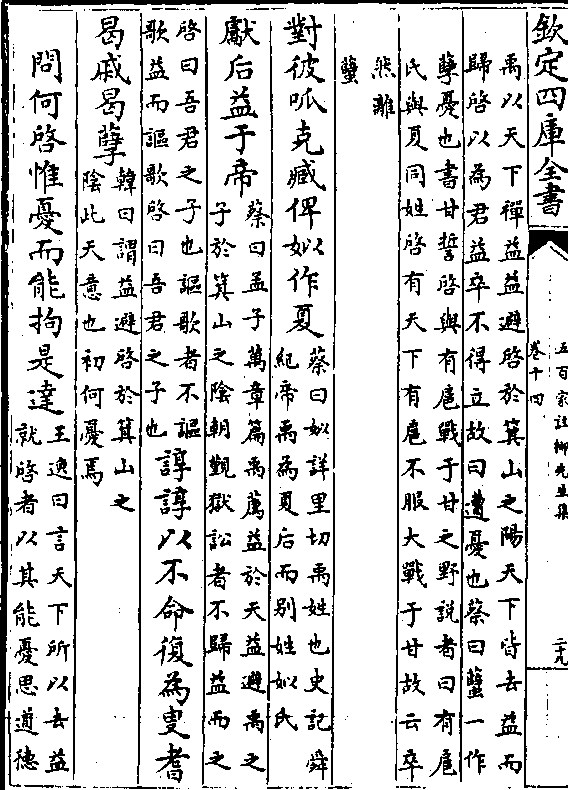 欽定四庫全書
五百家註柳先生集
卷十四
二十九
禹以天下禪益益避啓於箕山之陽天下皆去益而
歸啓以為君益卒不得立故曰遭憂也蔡曰蠥一作
孽憂也書甘誓啓與有扈戰于甘之野說者曰有扈
氏與夏同姓啓有天下有扈不服大戰于甘故云卒
然離
蠥
對彼呱克臧俾姒作夏
蔡曰姒詳里切禹姓也史記舜
紀帝禹為夏后而別姓姒氏
獻后益于帝
蔡曰孟子萬章篇禹薦益於天益避禹之
子於箕山之陰朝覲獄訟者不歸益而之
啓曰吾君之子也謳歌者不謳
歌益而謳歌啓曰吾君之子也
諄諄以不命復為叟耆
曷戚曷孽
韓曰謂益避啓於箕山之
陰此天意也初何憂焉
問何啓惟憂而能拘是達
王逸曰言天下所以去益
就啓者以其能憂思道德